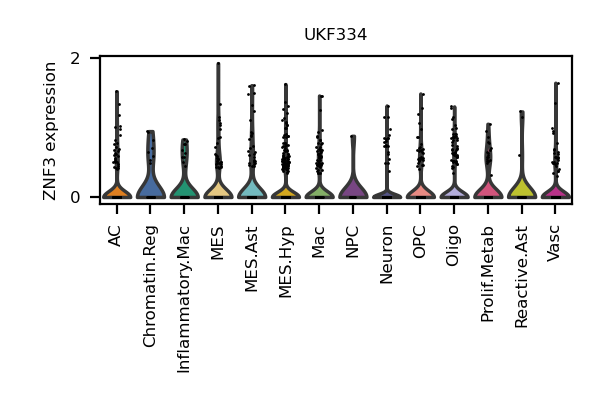 UKF334
ZNF3 expression
2
0
AC
Chromatin.Reg
Inflammatory.Mac
MES
MES.Ast
MES.Hyp
Mac
NPC
Neuron
OPC
Oligo
Prolif.Metab
Reactive.Ast
Vasc